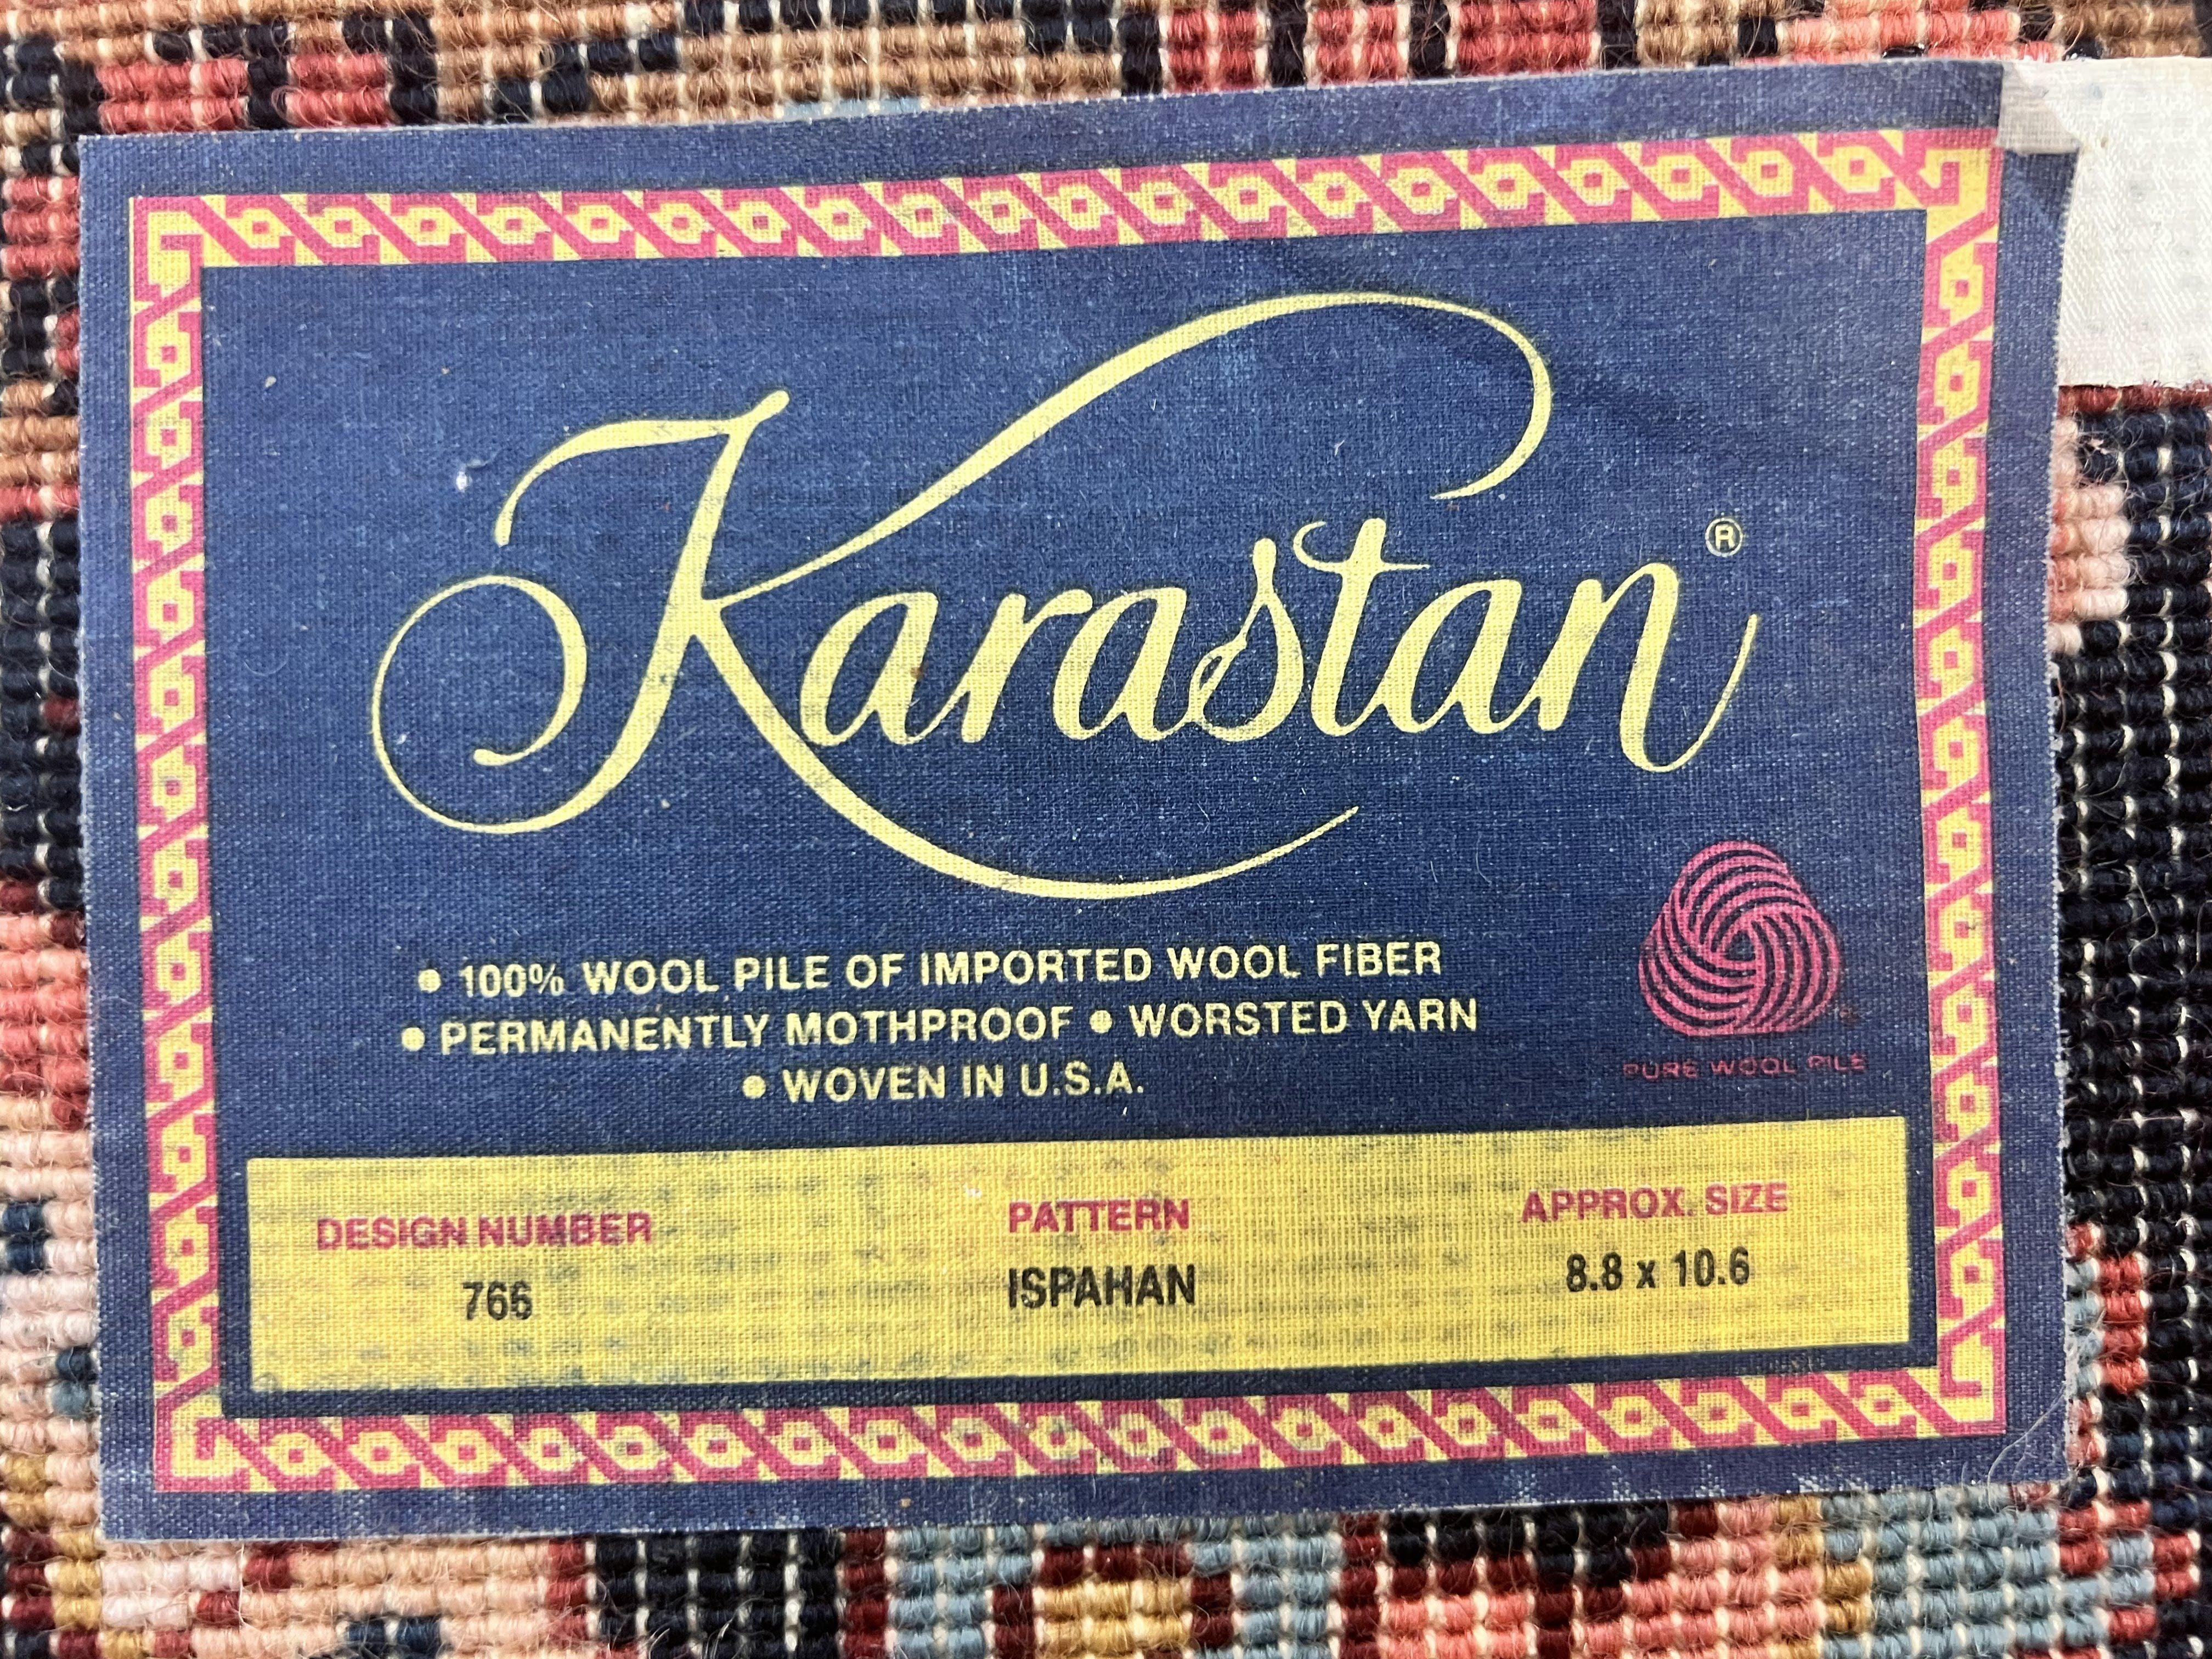 Karastan®
• 100% WOOL PILE OF IMPORTED WOOL FIBER
• PERMANENTLY MOTHPROOF • WORSTED YARN
• WOVEN IN U.S.A.
PURE WOOL PILE
DESIGN NUMBER PATTERN APPROX. SIZE
766 ISPAHAN 8.8 x 10.6